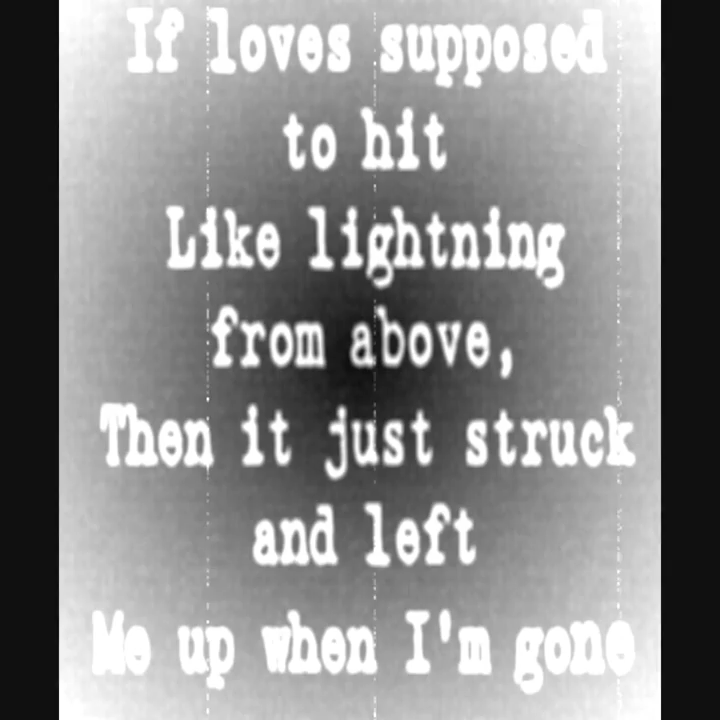 If loves supposed
to hit
Like lightning
from above,
Then it just struck
and left
Me up when I'm gone